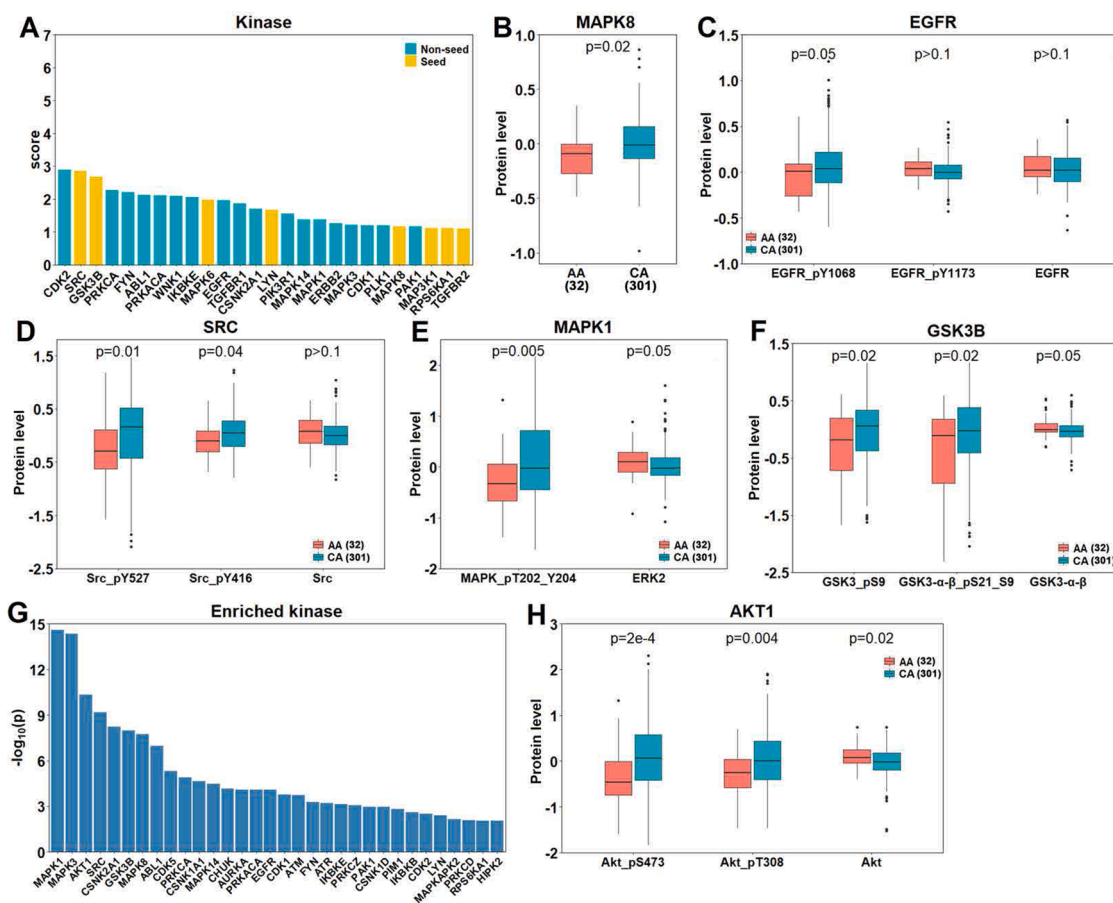 A
Kinase
7
6
5
4
3
2
1
0
score
Non-seed
Seed
CDK2
SRC
GSK3B
PRKCA
FYN
ABL1
PRKACA
WNK1
IKBKE
MAPK6
EGFR
TGFBR1
CSNK2A1
LYN
PIK3R1
MAPK14
MAPK1
ERBB2
MAPK3
CDK1
PLK1
MAPK8
PAK1
MAP3K1
RPS6KA1
TGFBR2
B
MAPK8
p=0.02
Protein level
1.0
0.5
0.0
-0.5
-1.0
AA
(32)
CA
(301)
C
EGFR
p=0.05
p>0.1
p>0.1
Protein level
1.5
1.0
0.5
0.0
-0.5
-1.0
AA (32)
CA (301)
EGFR_pY1068
EGFR_pY1173
EGFR
D
SRC
p=0.01
p=0.04
p>0.1
Protein level
1.5
0.5
-0.5
-1.5
-2.5
AA (32)
CA (301)
Src_pY527
Src_pY416
Src
E
MAPK1
p=0.005
p=0.05
Protein level
2
1
0
-1
-2
AA (32)
CA (301)
MAPK_pT202_Y204
ERK2
F
GSK3B
p=0.02
p=0.02
p=0.05
Protein level
1.5
0.5
-0.5
-1.5
-2.5
AA (32)
CA (301)
GSK3_pS9
GSK3-α-β_pS21_S9
GSK3-α-β
G
Enriched kinase
15
12
9
6
3
0
-log10(p)
MAPK1
MAPK3
AKT1
SRC
CSNK2A1
GSK3B
MAPK8
ABL1
CDK5
PRKCA
CSNK1A1
MAPK14
CHUK
AURKA
PRKACA
EGFR
CDK1
ATM
FYN
ATR
IKBKE
PRKCZ
PAK1
CSNK1D
PIM1
IKBKB
CDK2
LYN
MAPKAPK2
PRKCD
RPS6KA1
HIPK2
H
AKT1
p=2e-4
p=0.004
p=0.02
Protein level
3
2
1
0
-1
-2
AA (32)
CA (301)
Akt_pS473
Akt_pT308
Akt